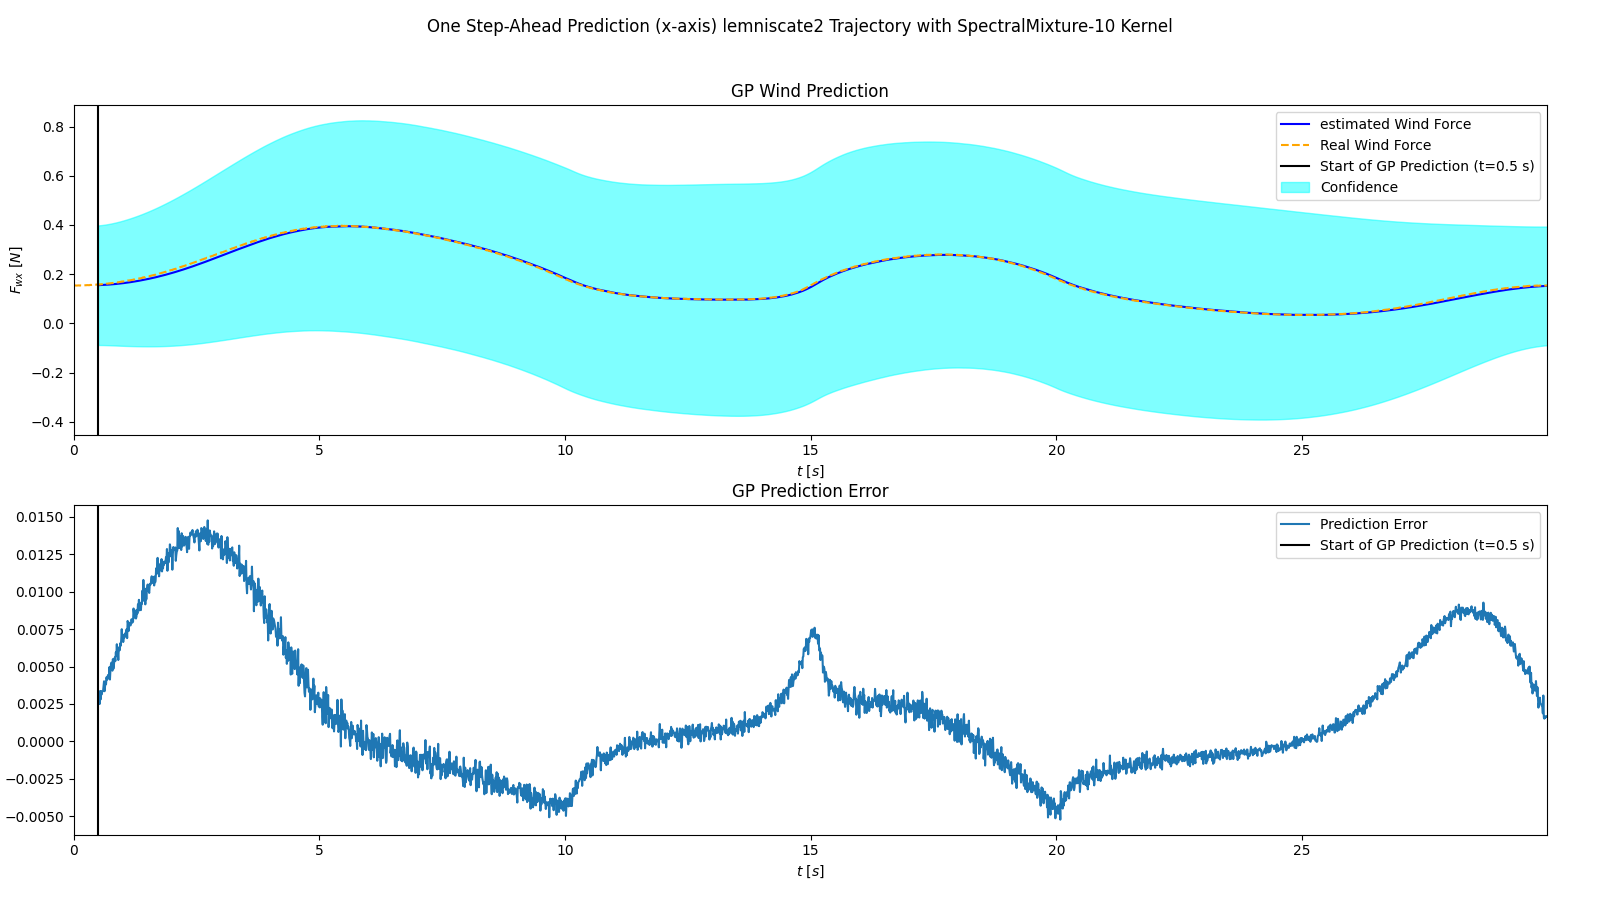 One Step-Ahead Prediction (x-axis) lemniscate2 Trajectory with SpectralMixture-10 Kernel
GP Wind Prediction
estimated Wind Force
Real Wind Force
Start of GP Prediction (t=0.5 s)
Confidence
0.8
0.6
0.4
0.2
0.0
−0.2
−0.4
F_wx [N]
0 5 10 15 20 25
t [s]
GP Prediction Error
Prediction Error
Start of GP Prediction (t=0.5 s)
0.0150
0.0125
0.0100
0.0075
0.0050
0.0025
0.0000
−0.0025
−0.0050
0 5 10 15 20 25
t [s]